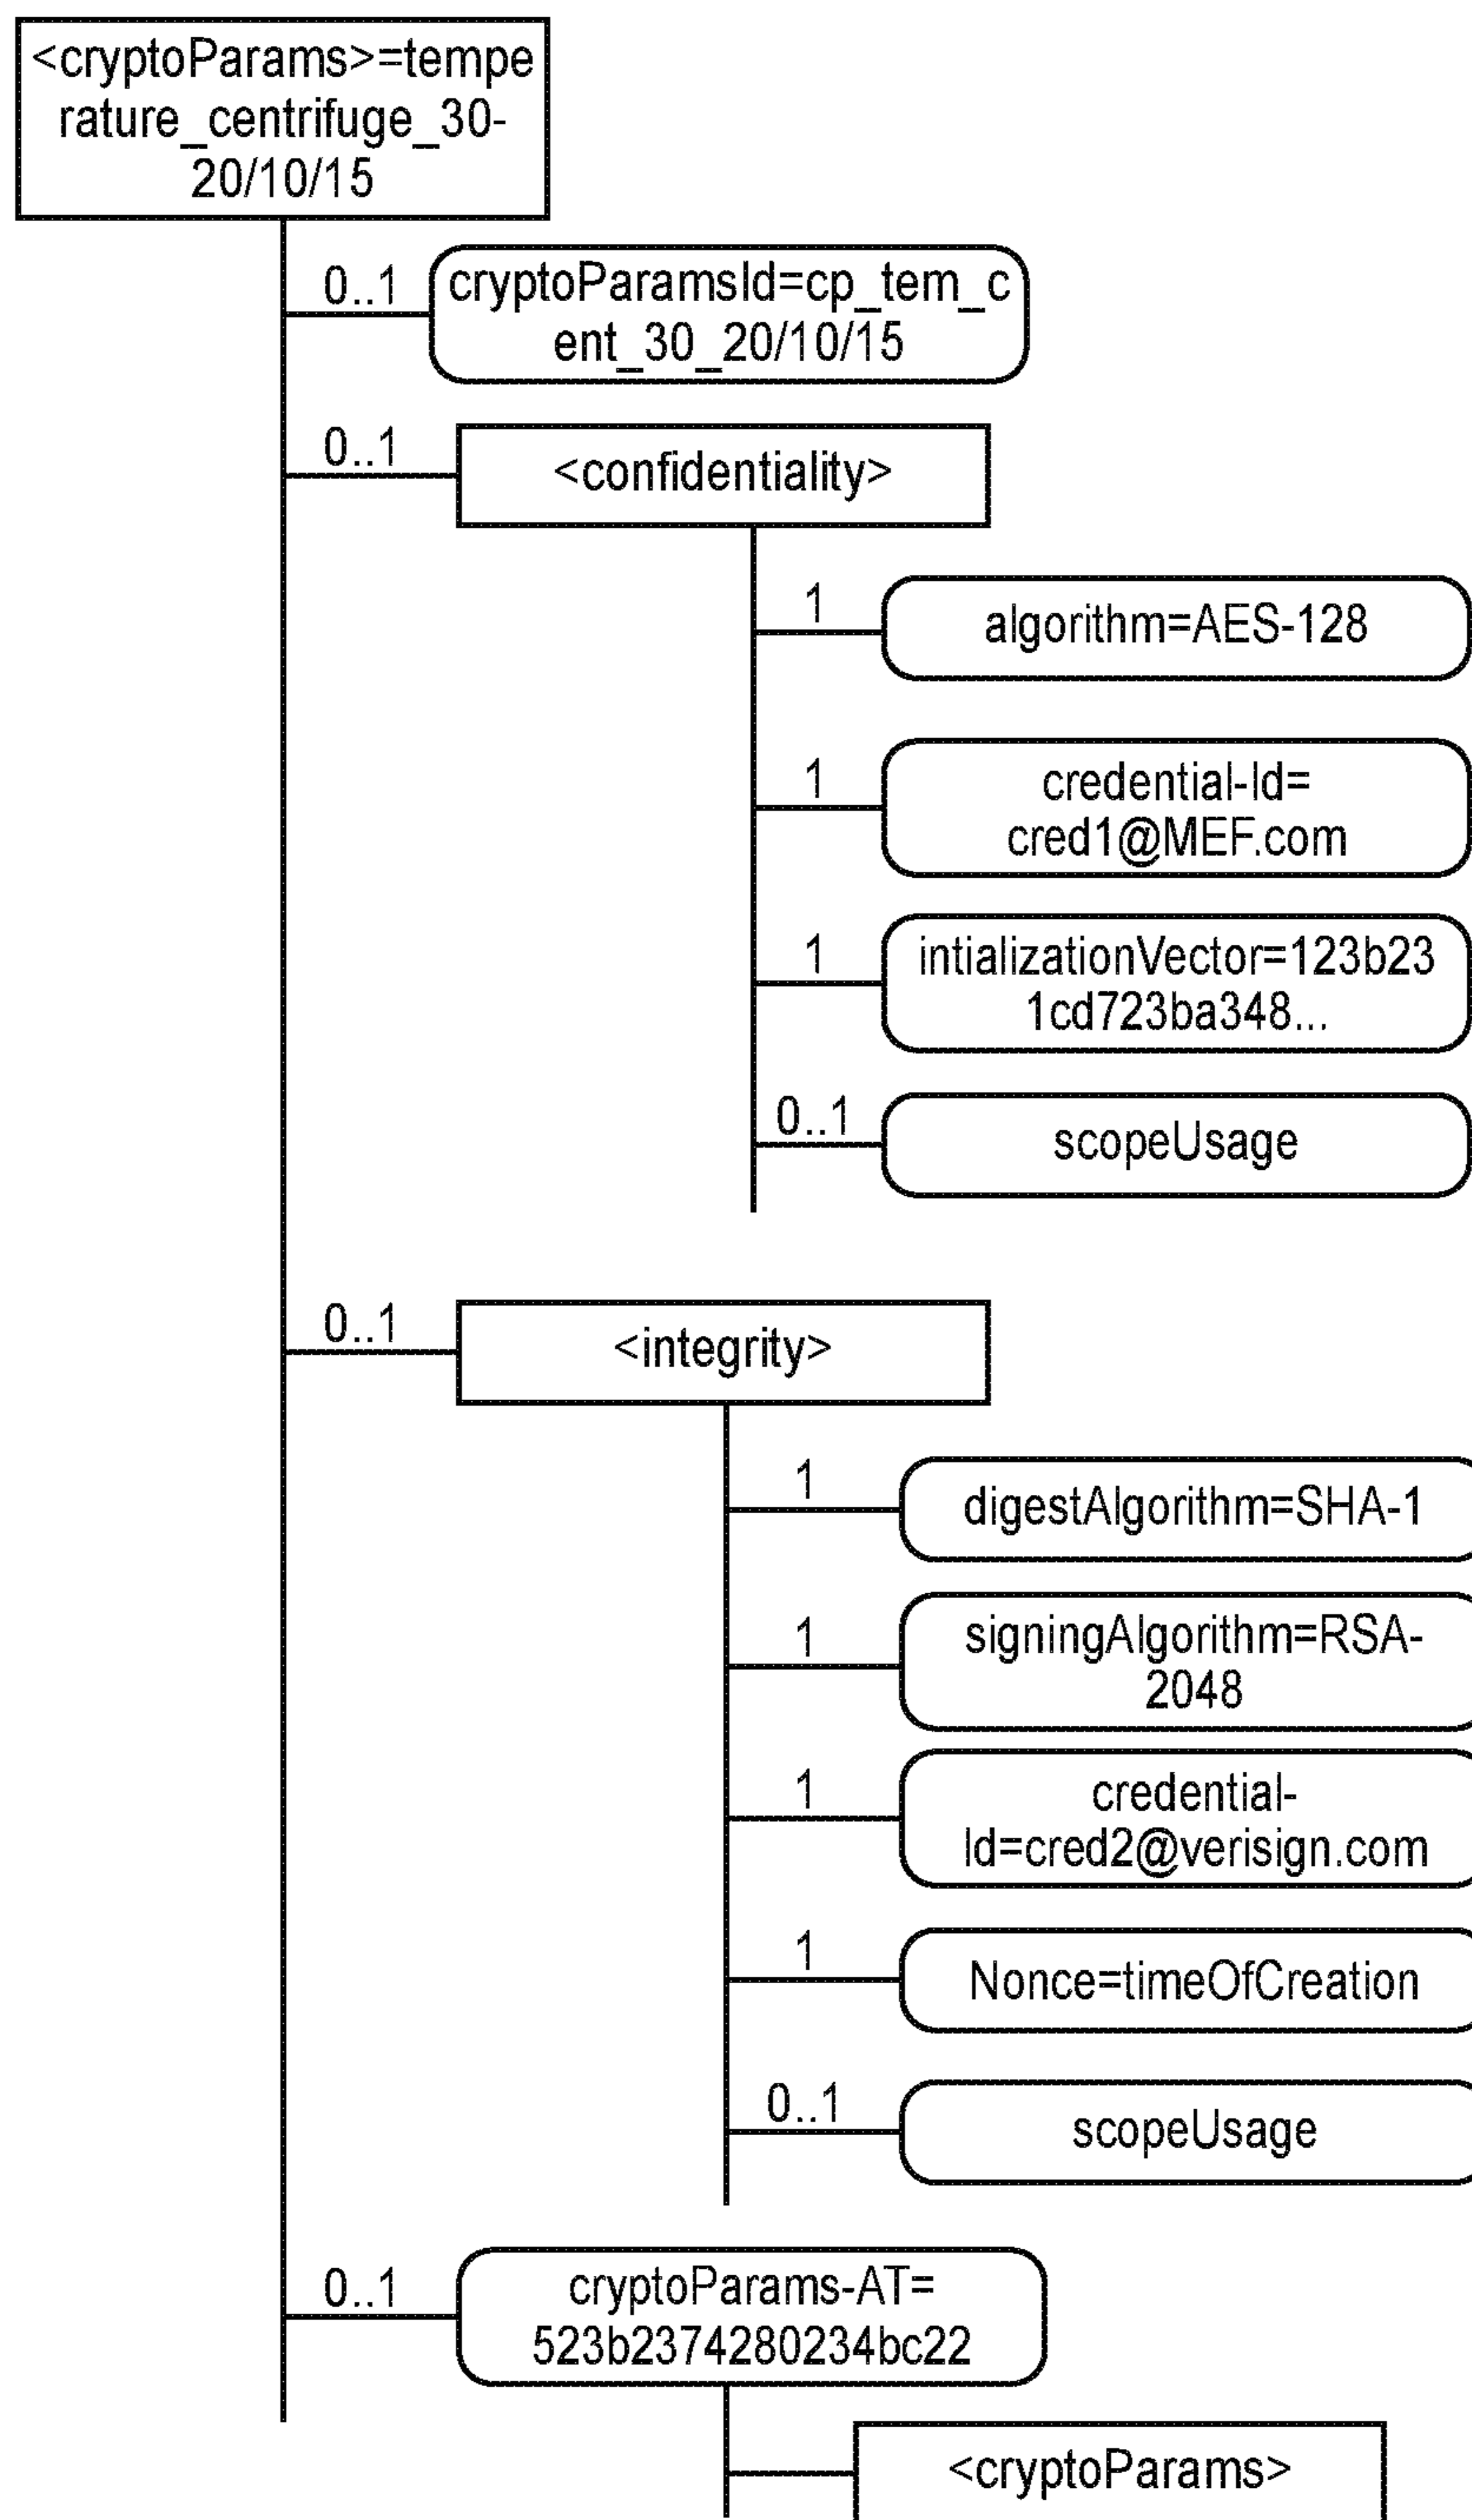 <cryptoParams>=tempe
rature_centrifuge_30-
20/10/15
0..1
cryptoParamsId=cp_tem_c
ent_30_20/10/15
0..1
<confidentiality>
1
algorithm=AES-128
1
credential-Id=
cred1@MEF.com
1
intializationVector=123b23
1cd723ba348...
0..1
scopeUsage
0..1
<integrity>
1
digestAlgorithm=SHA-1
1
signingAlgorithm=RSA-
2048
1
credential-
Id=cred2@verisign.com
1
Nonce=timeOfCreation
0..1
scopeUsage
0..1
cryptoParams-AT=
523b2374280234bc22
<cryptoParams>